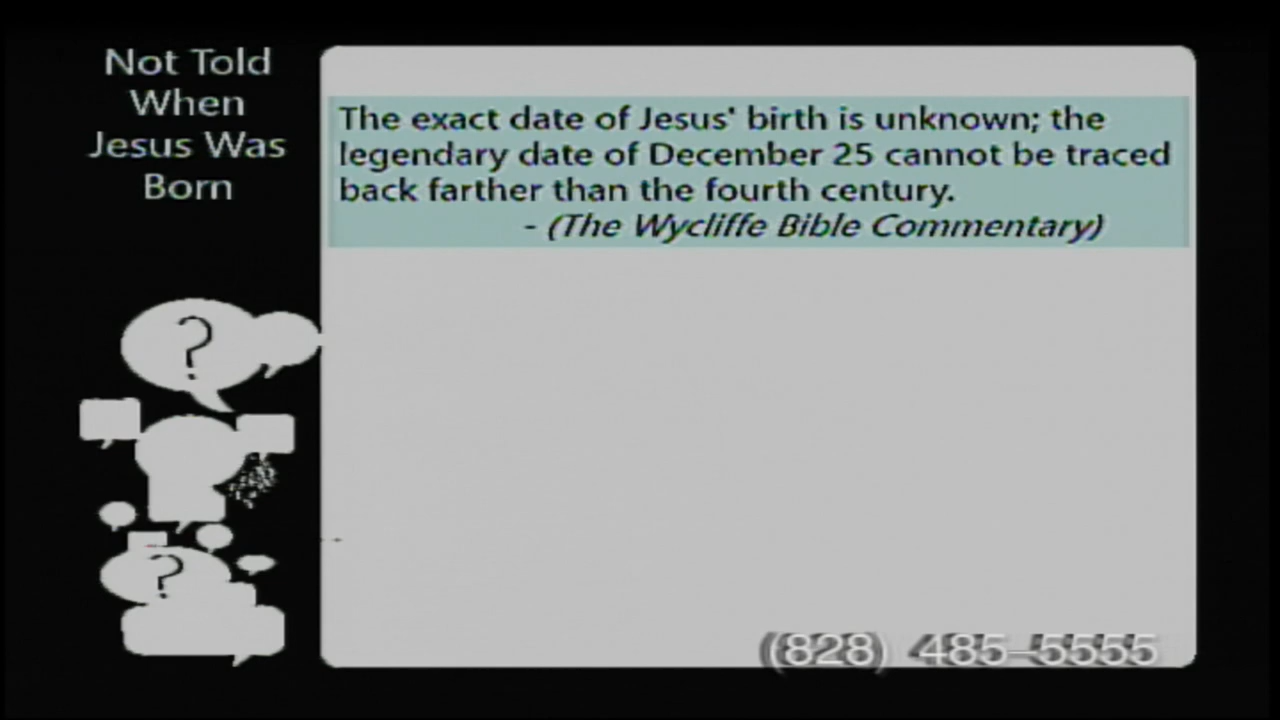 Not Told
When
Jesus Was
Born
The exact date of Jesus' birth is unknown; the
legendary date of December 25 cannot be traced
back farther than the fourth century.
- (The Wycliffe Bible Commentary)
?
?
(828) 485-5555